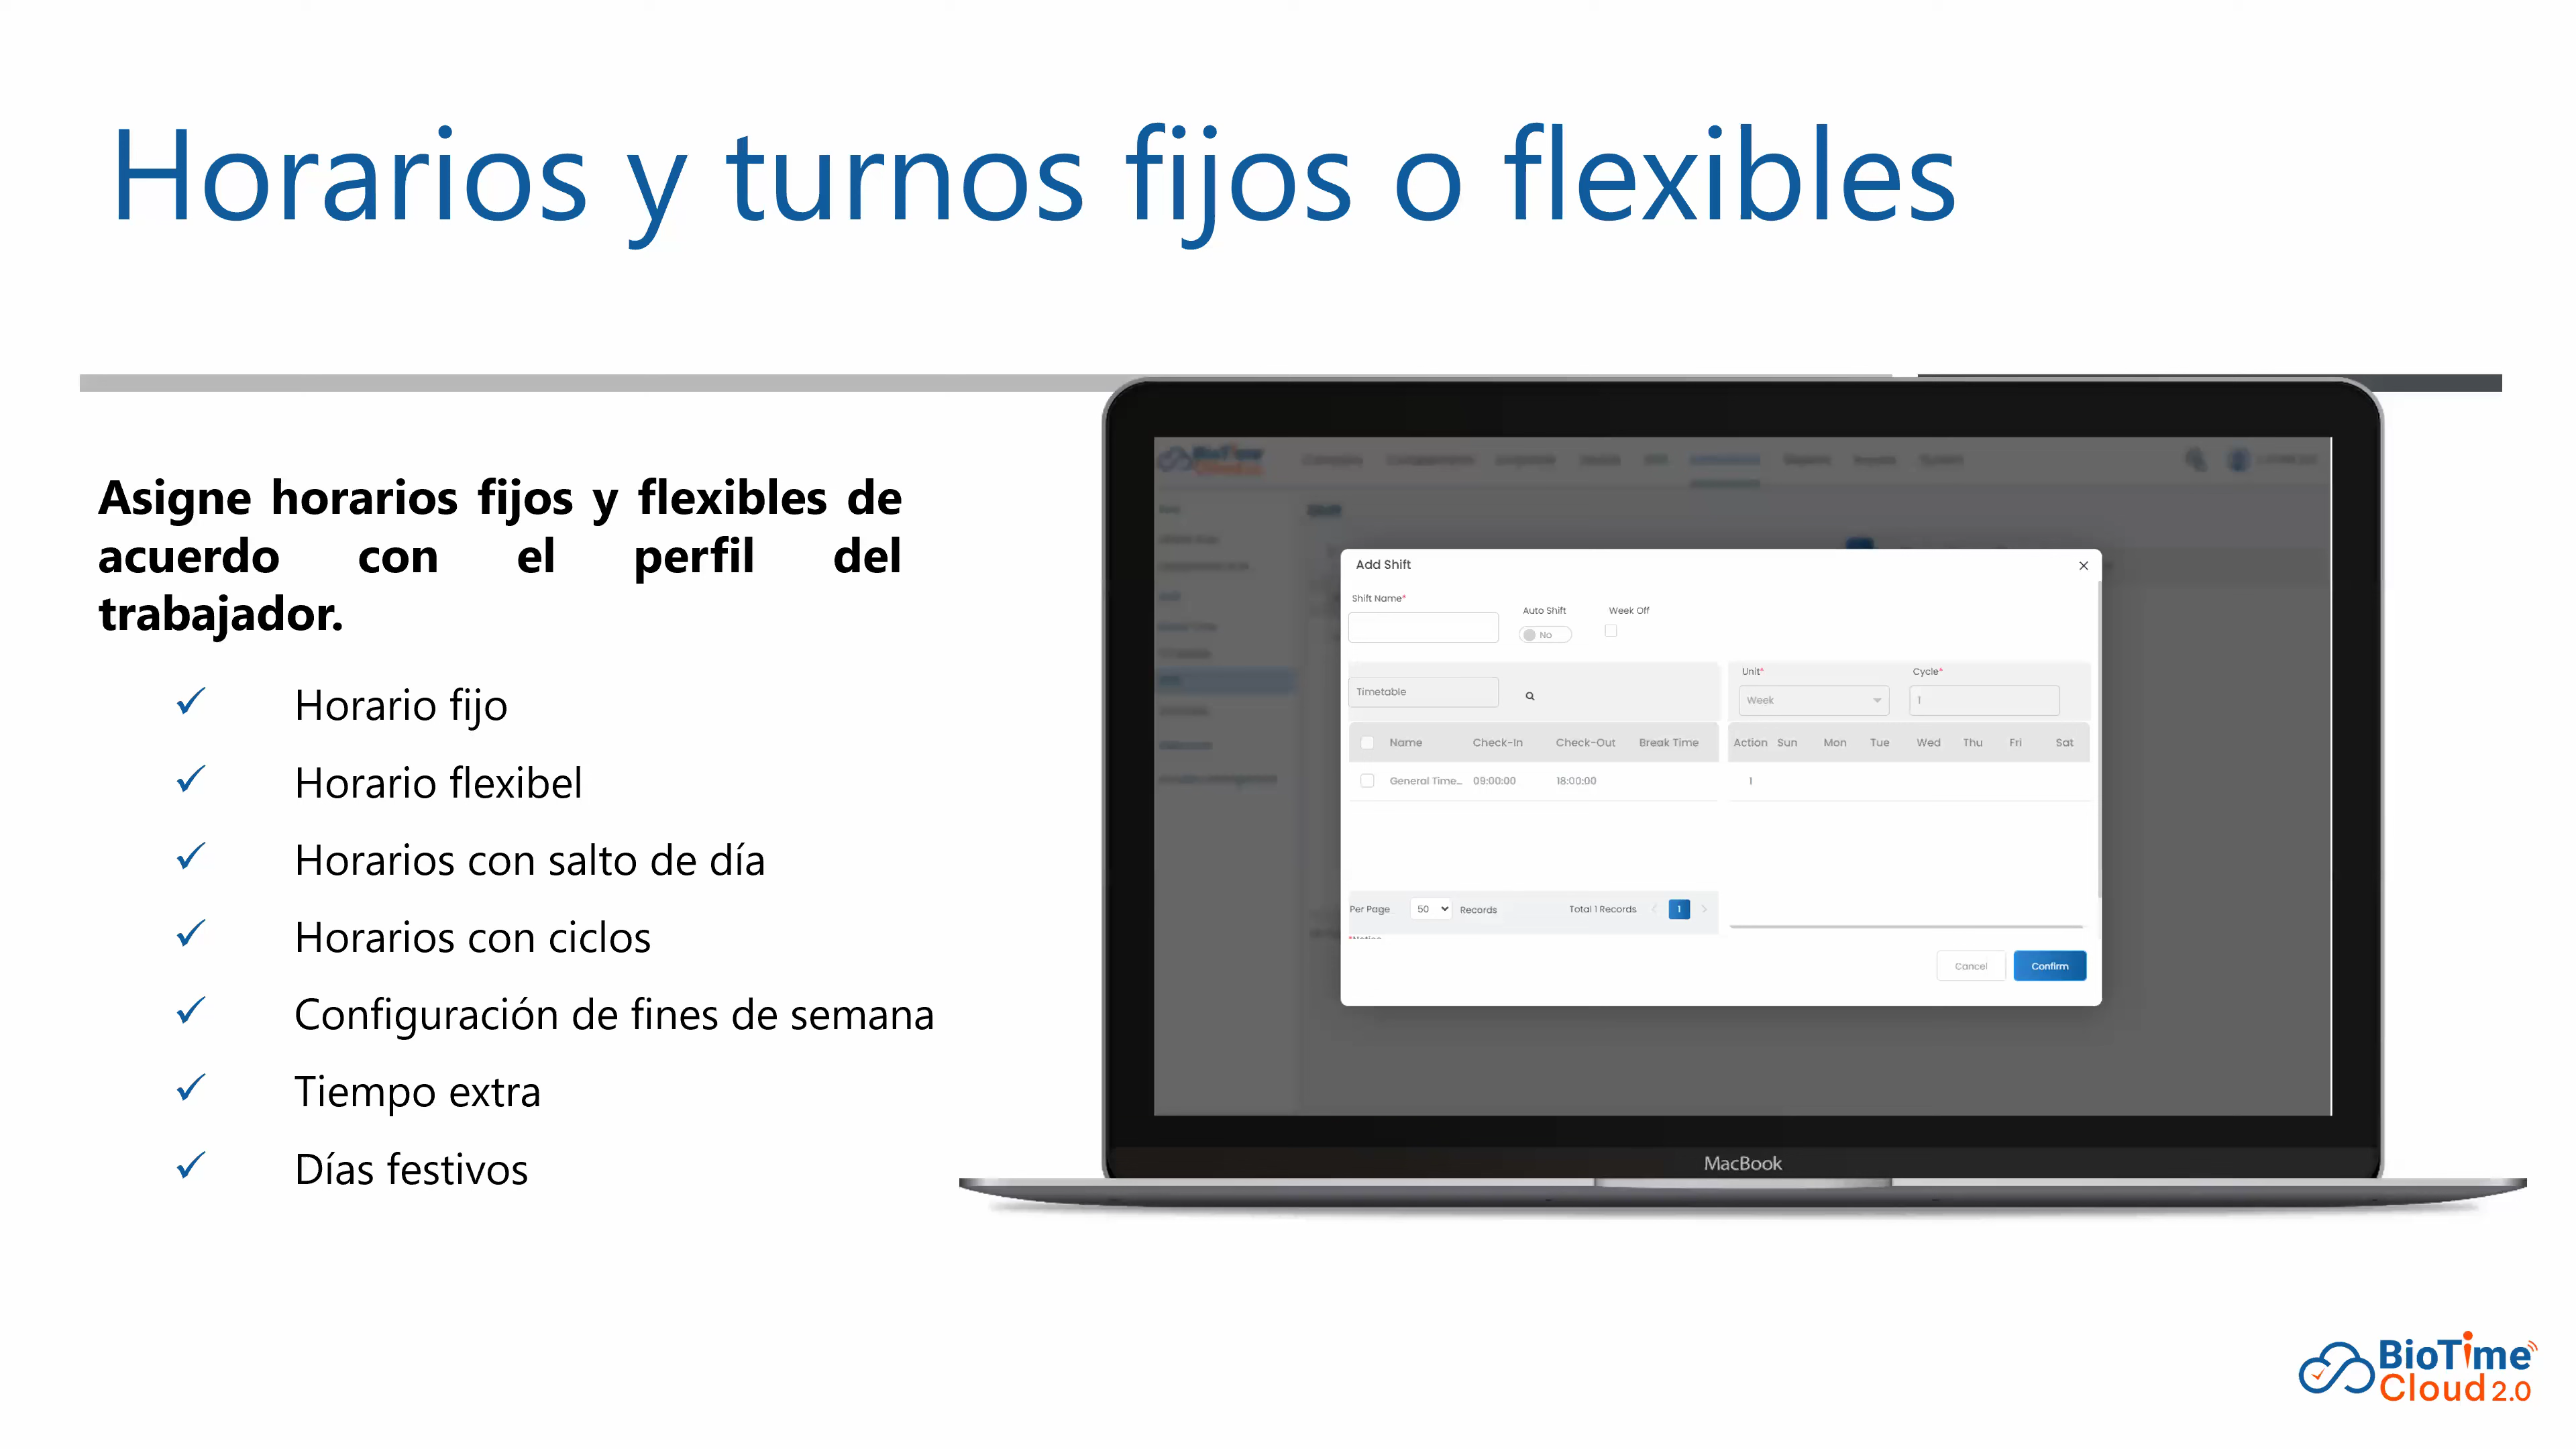 Horarios y turnos fijos o flexibles
Asigne horarios fijos y flexibles de
acuerdo con el perfil del
trabajador.
✓ Horario fijo
✓ Horario flexibel
✓ Horarios con salto de día
✓ Horarios con ciclos
✓ Configuración de fines de semana
✓ Tiempo extra
✓ Días festivos
BioTime
Add Shift
Shift Name*
Auto Shift
Week Off
No
Timetable
Unit*
Cycle*
Week
1
Name Check-In Check-Out Break Time
Action Sun Mon Tue Wed Thu Fri Sat
General Time... 09:00:00 18:00:00
1
Per Page 50 Records Total 1 Records 1
*Notice
Cancel Confirm
MacBook
BioTime
Cloud 2.0